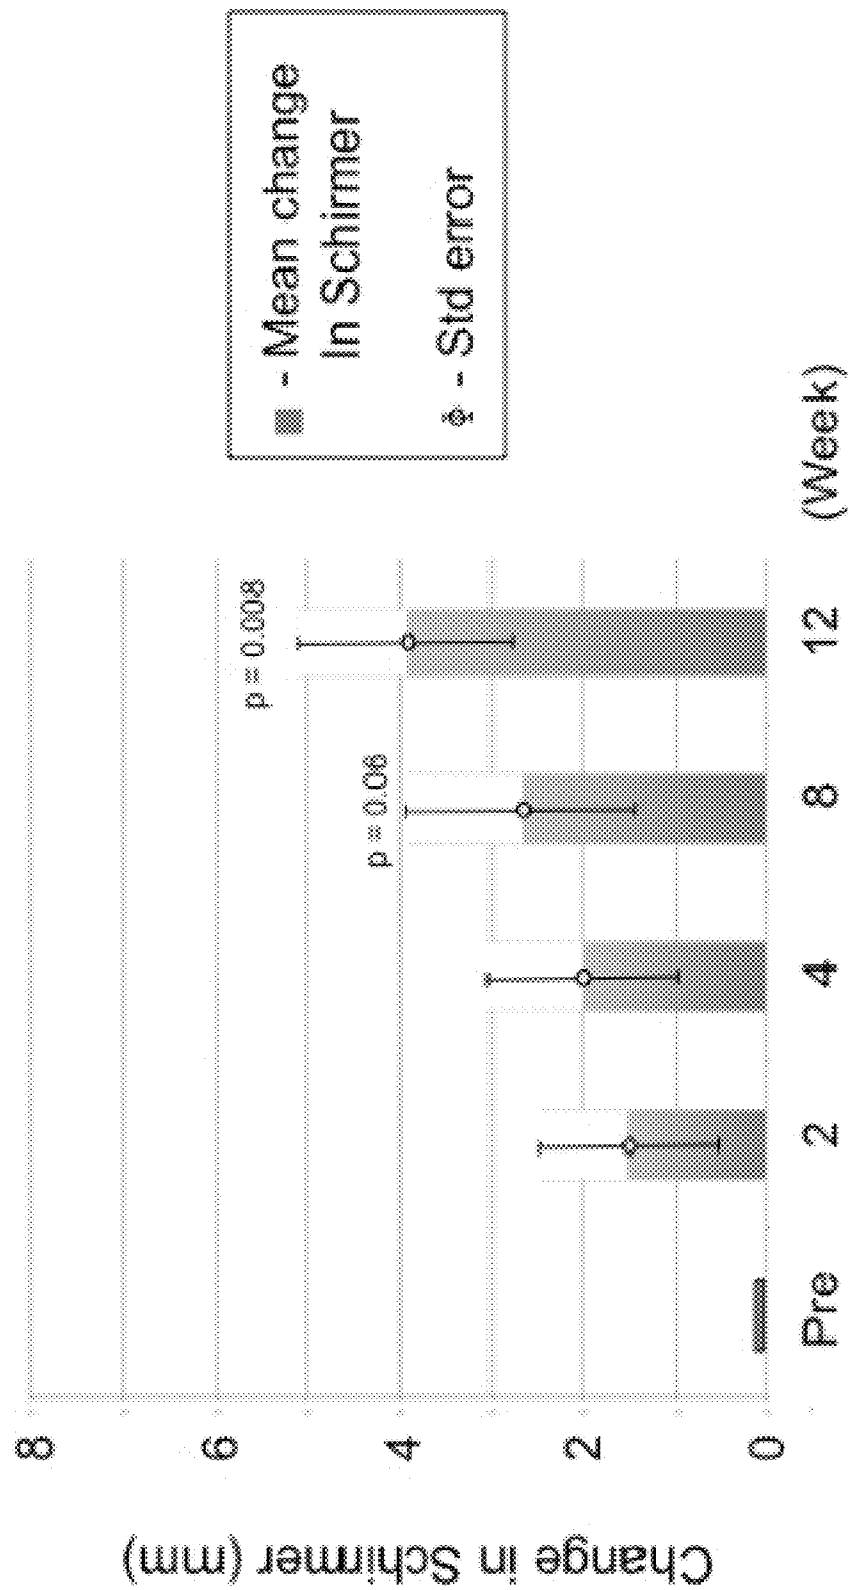 Change in Schirmer (mm)
8
6
4
2
0
p = 0.06
p = 0.008
Pre
2
4
8
12
(Week)
- Mean change
In Schirmer
- Std error